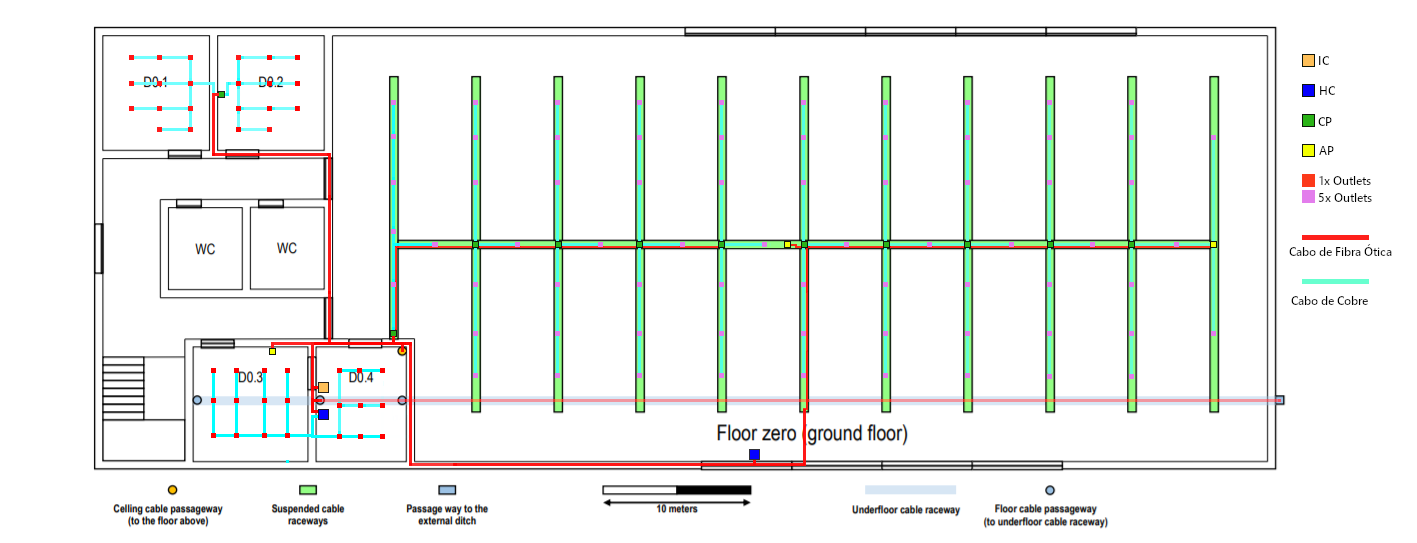 D0.1
D0.2
IC
HC
CP
AP
1x Outlets
5x Outlets
WC
WC
Cabo de Fibra Ótica
Cabo de Cobre
D0.3
D0.4
Floor zero (ground floor)
Celling cable passageway
(to the floor above)
Suspended cable
raceways
Passage way to the
external ditch
10 meters
Underfloor cable raceway
Floor cable passageway
(to underfloor cable raceway)